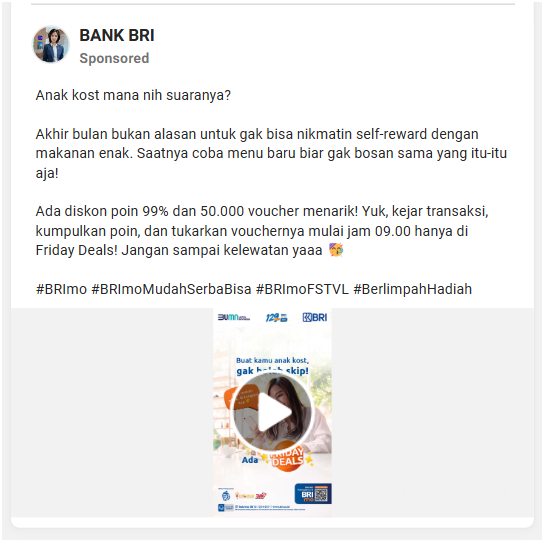 BANK BRI
Sponsored
Anak kost mana nih suaranya?
Akhir bulan bukan alasan untuk gak bisa nikmatin self-reward dengan
makanan enak. Saatnya coba menu baru biar gak bosan sama yang itu-itu
aja!
Ada diskon poin 99% dan 50.000 voucher menarik! Yuk, kejar transaksi,
kumpulkan poin, dan tukarkan vouchernya mulai jam 09.00 hanya di
Friday Deals! Jangan sampai kelewatan yaaa 🥳
#BRImo #BRImoMudahSerbaBisa #BRImoFSTVL #BerlimpahHadiah
BUMN
129
BRI
Buat kamu anak kost,
gak boleh skip!
Ada
FRIDAY
DEALS
BRI